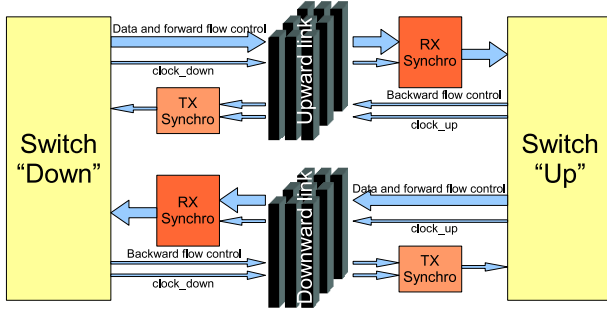 Data and forward flow control
clock_down
TX
Synchro
Upward link
RX
Synchro
Backward flow control
clock_up
Switch
“Down”
Switch
“Up”
RX
Synchro
Backward flow control
clock_down
Downward link
Data and forward flow control
clock_up
TX
Synchro